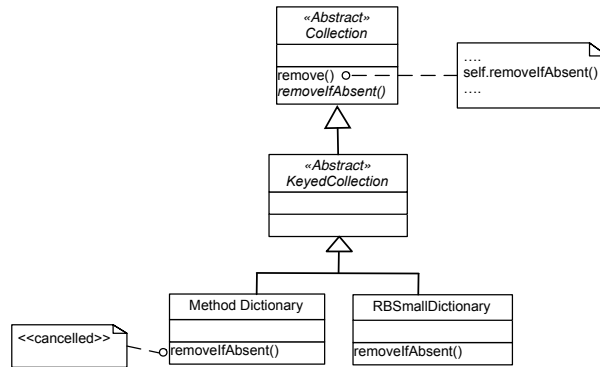 «Abstract»
Collection
remove()
removeIfAbsent()
....
self.removeIfAbsent()
....
«Abstract»
KeyedCollection
Method Dictionary
removeIfAbsent()
RBSmallDictionary
removeIfAbsent()
<<cancelled>>